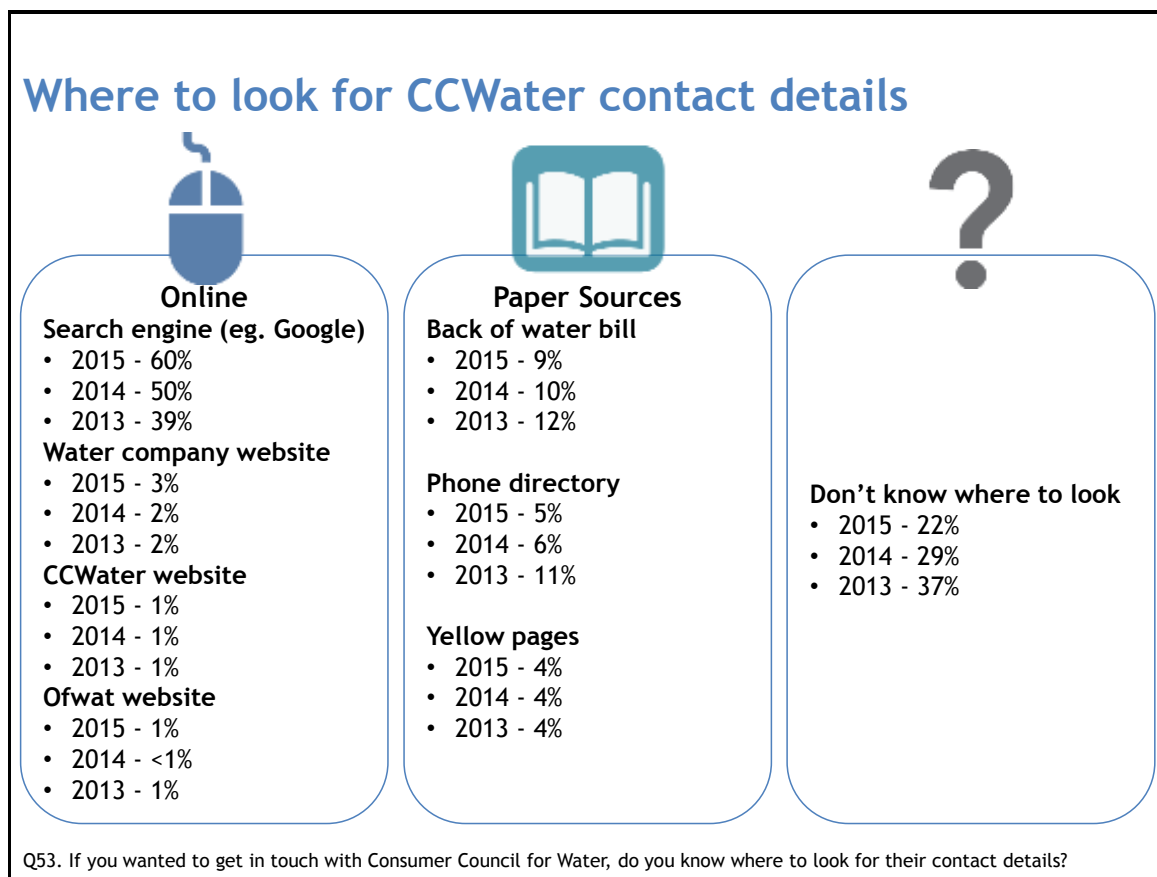 Where to look for CCWater contact details
Online
Search engine (eg. Google)
• 2015 - 60%
• 2014 - 50%
• 2013 - 39%
Water company website
• 2015 - 3%
• 2014 - 2%
• 2013 - 2%
CCWater website
• 2015 - 1%
• 2014 - 1%
• 2013 - 1%
Ofwat website
• 2015 - 1%
• 2014 - <1%
• 2013 - 1%
Paper Sources
Back of water bill
• 2015 - 9%
• 2014 - 10%
• 2013 - 12%
Phone directory
• 2015 - 5%
• 2014 - 6%
• 2013 - 11%
Yellow pages
• 2015 - 4%
• 2014 - 4%
• 2013 - 4%
?
Don’t know where to look
• 2015 - 22%
• 2014 - 29%
• 2013 - 37%
Q53. If you wanted to get in touch with Consumer Council for Water, do you know where to look for their contact details?